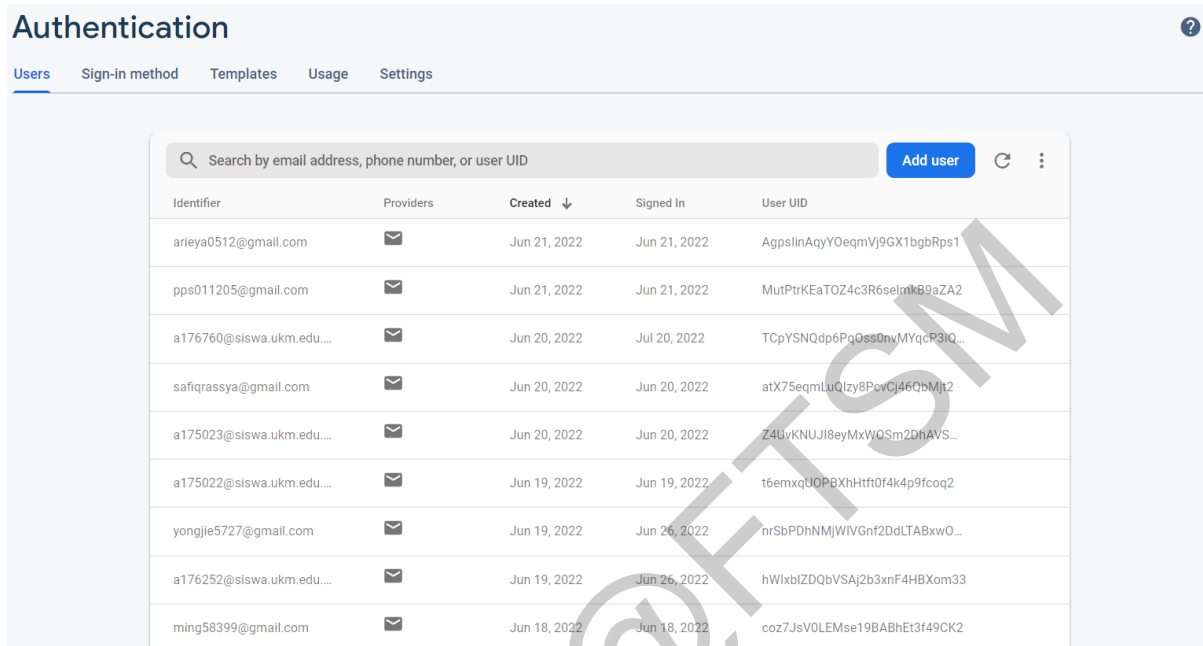 Authentication
Users Sign-in method Templates Usage Settings
Search by email address, phone number, or user UID Add user
Identifier Providers Created Signed In User UID
arieya0512@gmail.com Jun 21, 2022 Jun 21, 2022 AgpslinAqyYOeqmVj9GX1bgbRps1
pps011205@gmail.com Jun 21, 2022 Jun 21, 2022 MutPtrKEaTOZ4c3R6selmkB9aZA2
a176760@siswa.ukm.edu.... Jun 20, 2022 Jul 20, 2022 TCpYSNQdp6PqOss0nvMYqcP3lQ...
safiqrassya@gmail.com Jun 20, 2022 Jun 20, 2022 atX75eqmLuQlzy8PcvCj46QbMjt2
a175023@siswa.ukm.edu.... Jun 20, 2022 Jun 20, 2022 Z4UvKNUJI8eyMxWOSm2DhAVS...
a175022@siswa.ukm.edu.... Jun 19, 2022 Jun 19, 2022 t6emxqUOPBXhHtft0f4k4p9fcoq2
yongjie5727@gmail.com Jun 19, 2022 Jun 26, 2022 nrSbPDhNMjWIVGnf2DdLTABxwO...
a176252@siswa.ukm.edu.... Jun 19, 2022 Jun 26, 2022 hWIxblZDQbVSAj2b3xnF4HBXom33
ming58399@gmail.com Jun 18, 2022 Jun 18, 2022 coz7JsV0LEMse19BABhEt3f49CK2
@FTSM